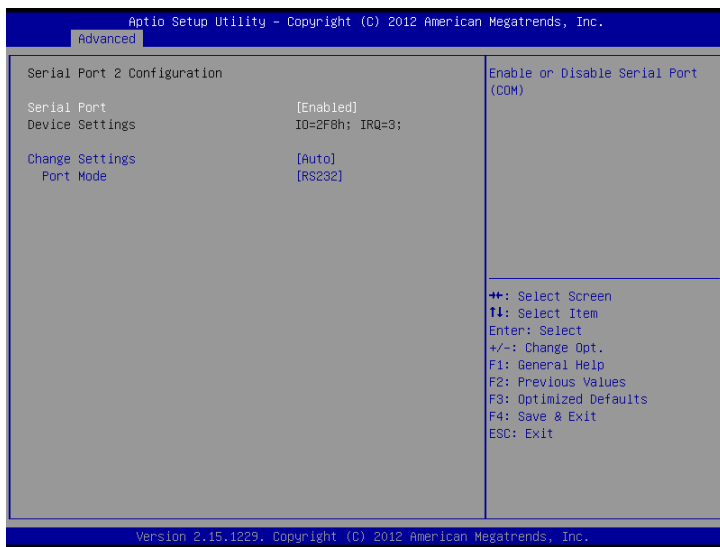 Aptio Setup Utility – Copyright (C) 2012 American Megatrends, Inc.
Advanced
Serial Port 2 Configuration
Serial Port [Enabled]
Device Settings IO=2F8h; IRQ=3;
Change Settings [Auto]
Port Mode [RS232]
Enable or Disable Serial Port
(COM)
→←: Select Screen
↑↓: Select Item
Enter: Select
+/-: Change Opt.
F1: General Help
F2: Previous Values
F3: Optimized Defaults
F4: Save & Exit
ESC: Exit
Version 2.15.1229. Copyright (C) 2012 American Megatrends, Inc.